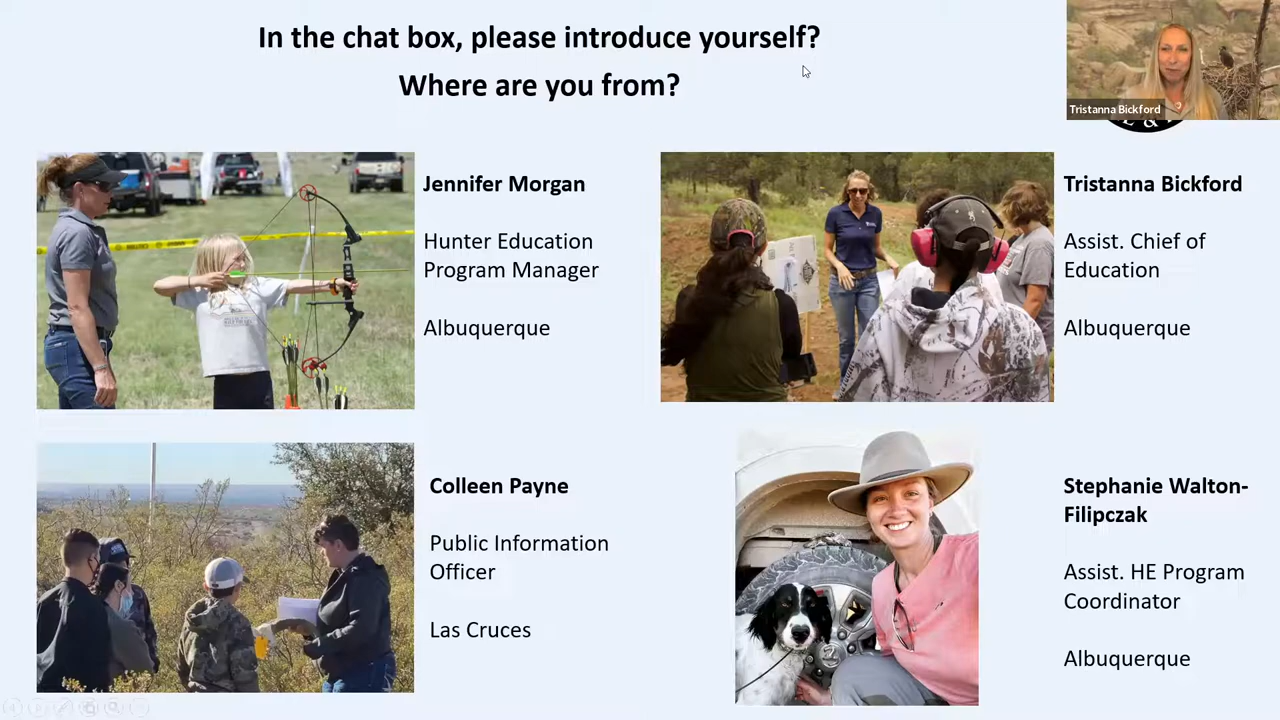 In the chat box, please introduce yourself?
Where are you from?
Tristanna Bickford
Jennifer Morgan
Hunter Education
Program Manager
Albuquerque
Tristanna Bickford
Assist. Chief of
Education
Albuquerque
Colleen Payne
Public Information
Officer
Las Cruces
Stephanie Walton-
Filipczak
Assist. HE Program
Coordinator
Albuquerque